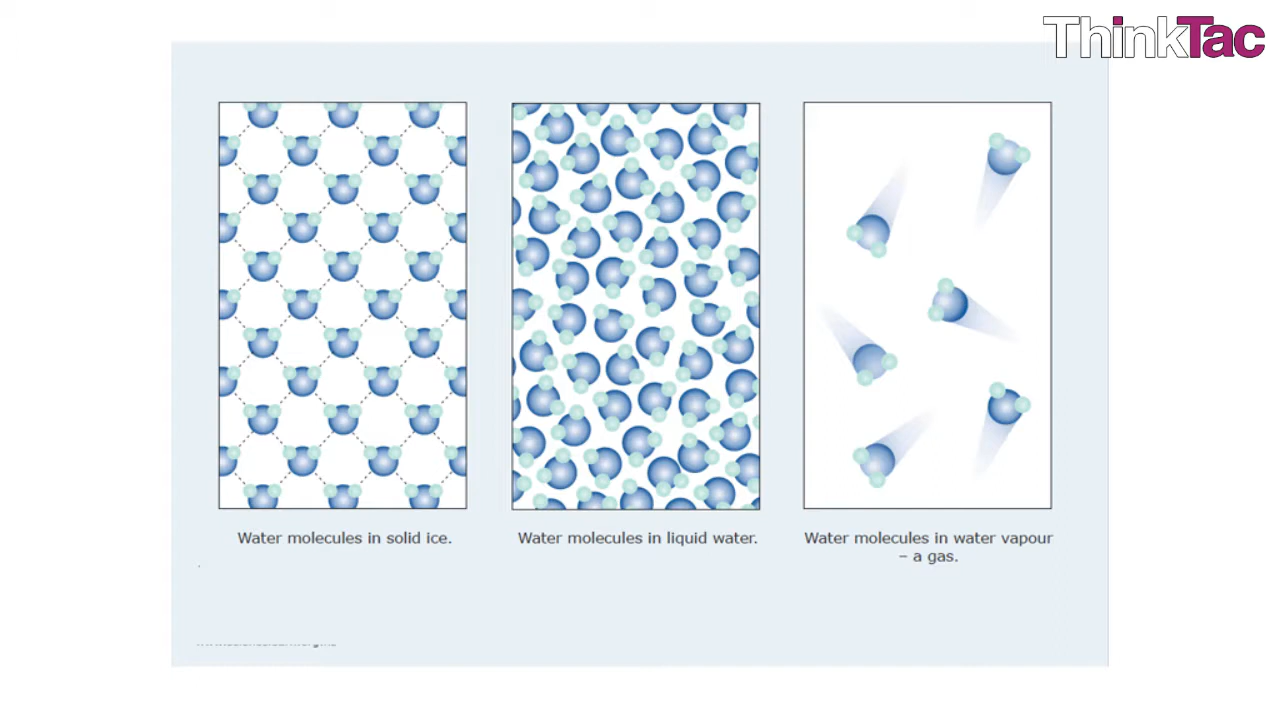 ThinkTac
Water molecules in solid ice.
Water molecules in liquid water.
Water molecules in water vapour
– a gas.